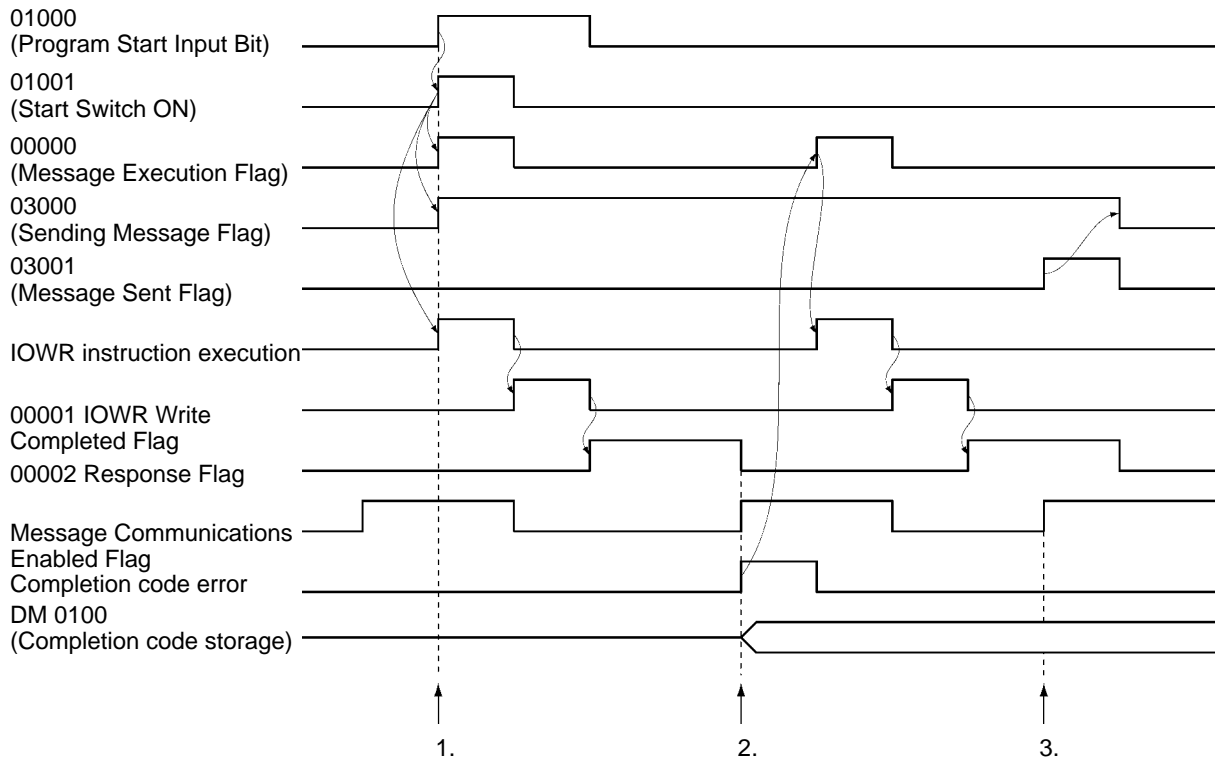 01000
(Program Start Input Bit)
01001
(Start Switch ON)
00000
(Message Execution Flag)
03000
(Sending Message Flag)
03001
(Message Sent Flag)
IOWR instruction execution
00001 IOWR Write
Completed Flag
00002 Response Flag
Message Communications
Enabled Flag
Completion code error
DM 0100
(Completion code storage)
1. 2. 3.